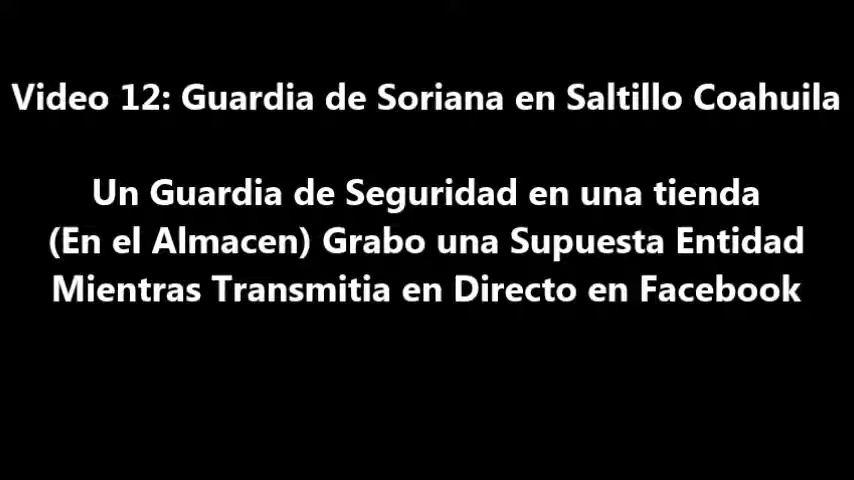 Video 12: Guardia de Soriana en Saltillo Coahuila
Un Guardia de Seguridad en una tienda
(En el Almacen) Grabo una Supuesta Entidad
Mientras Transmitia en Directo en Facebook